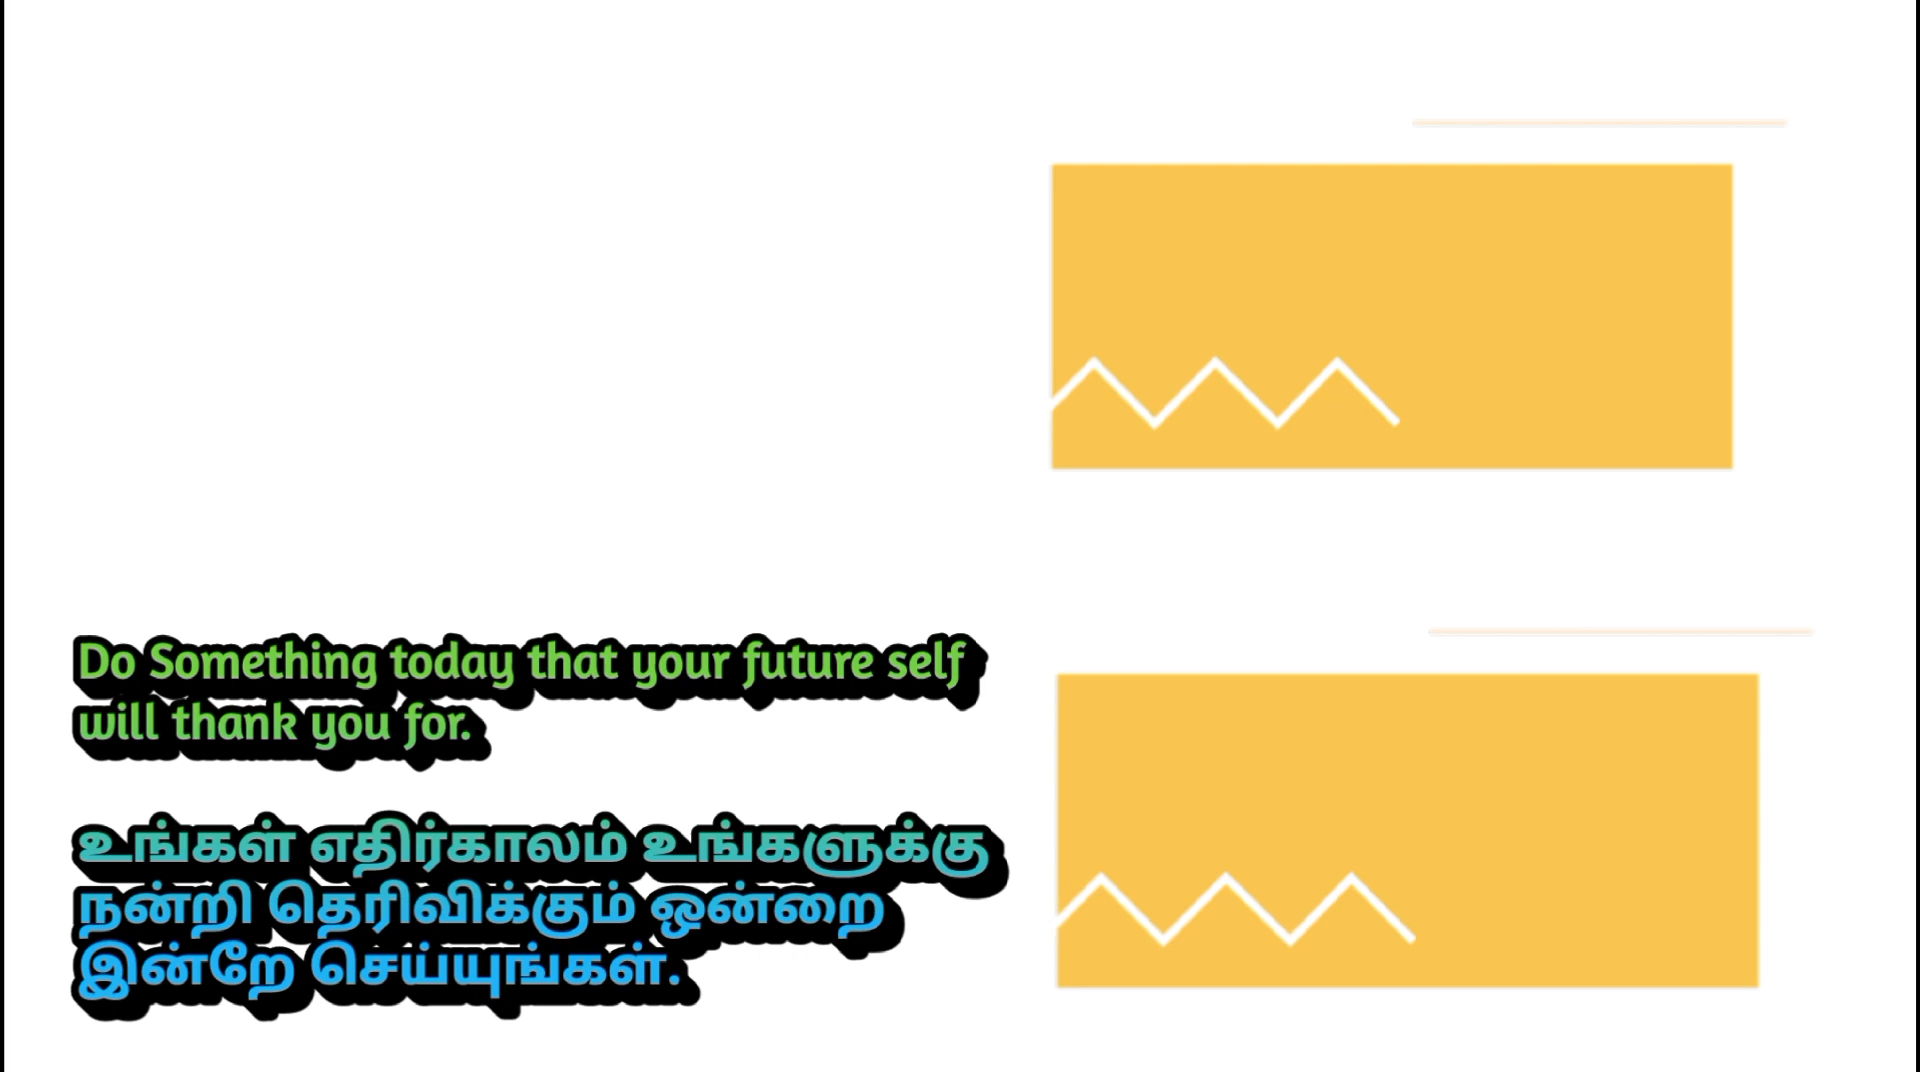 Do Something today that your future self
will thank you for.
உங்கள் எதிர்காலம் உங்களுக்கு
நன்றி தெரிவிக்கும் ஒன்றை
இன்றே செய்யுங்கள்.